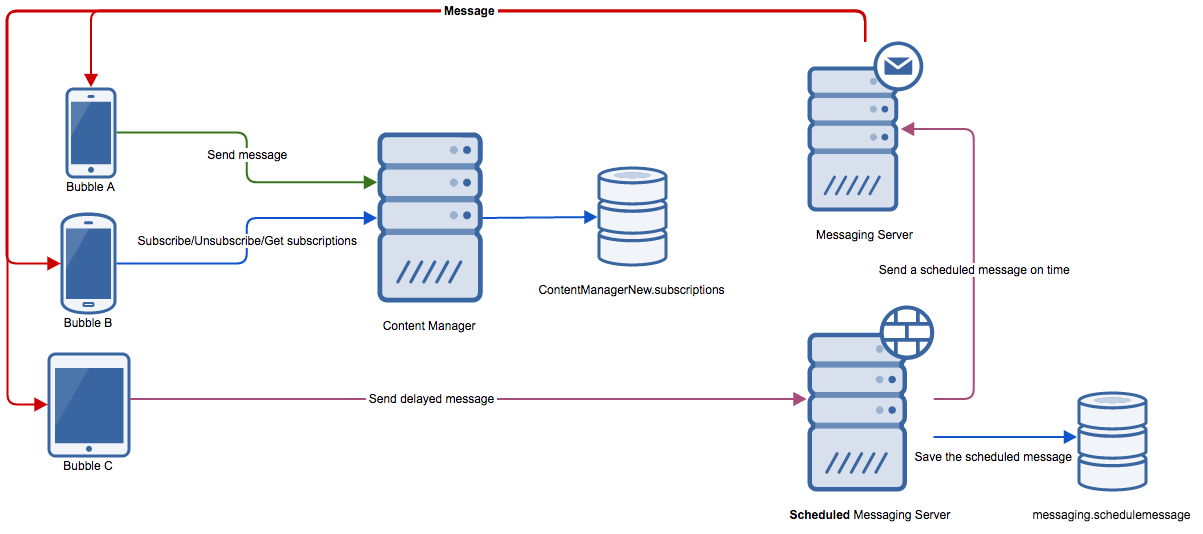 Message
Send message
Bubble A
Messaging Server
Subscribe/Unsubscribe/Get subscriptions
Send a scheduled message on time
ContentManagerNew.subscriptions
Bubble B
Content Manager
Send delayed message
Save the scheduled message
Bubble C
Scheduled Messaging Server
messaging.schedulemessage